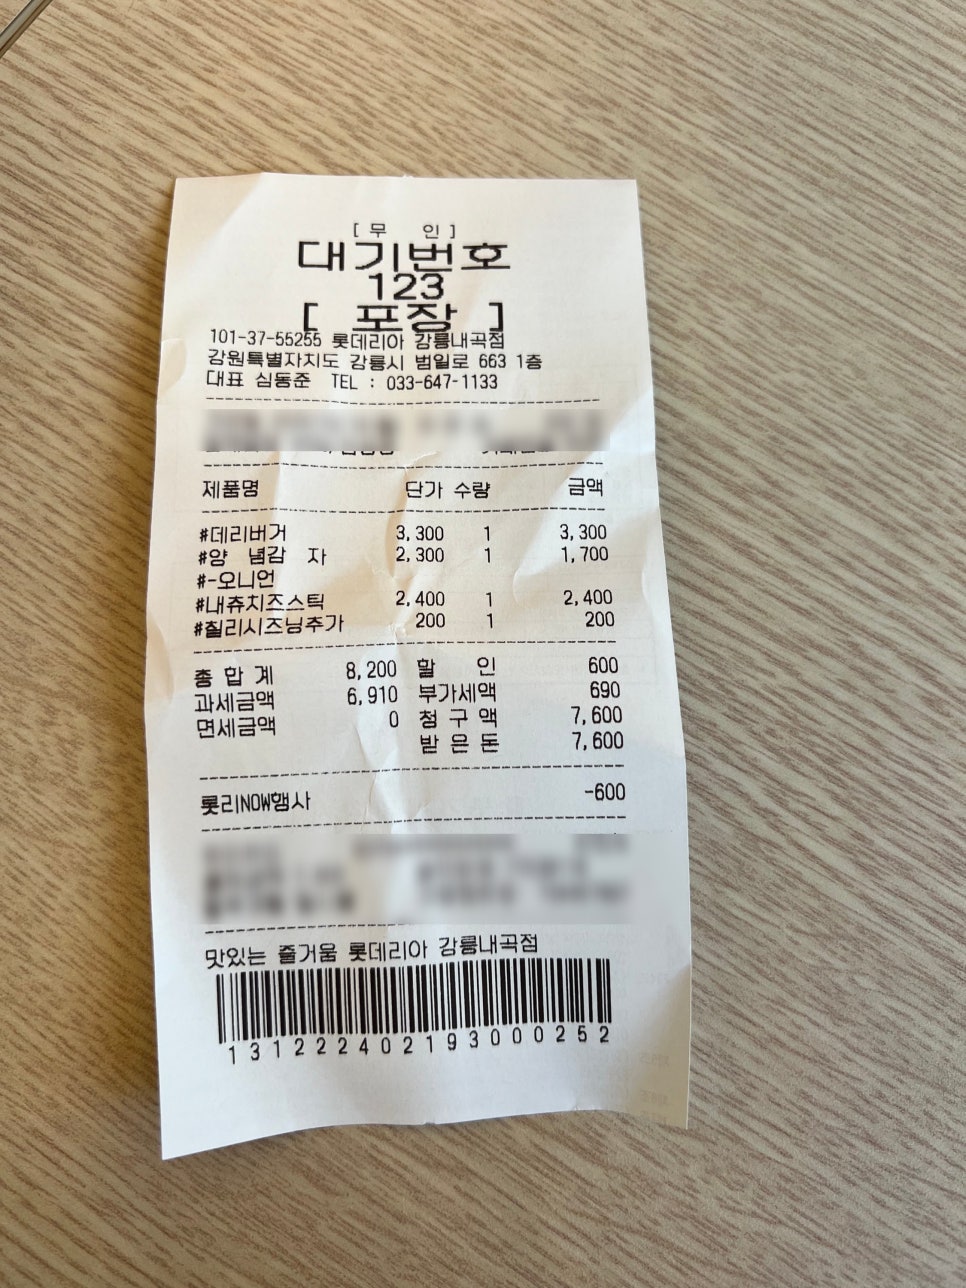 [ 무 인 ]
대기번호
123
[ 포장 ]
101-37-55255 롯데리아 강릉내곡점
강원특별자치도 강릉시 범일로 663 1층
대표 심동준 TEL : 033-647-1133
제품명 단가 수량 금액
#데리버거 3,300 1 3,300
#양 념감 자 2,300 1 1,700
#-오니언
#내츄치즈스틱 2,400 1 2,400
#칠리시즈닝추가 200 1 200
총 합 계 8,200 할 인 600
과세금액 6,910 부가세액 690
면세금액 0 청 구 액 7,600
받 은 돈 7,600
롯리NOW행사 -600
맛있는 즐거움 롯데리아 강릉내곡점
131222402193000252